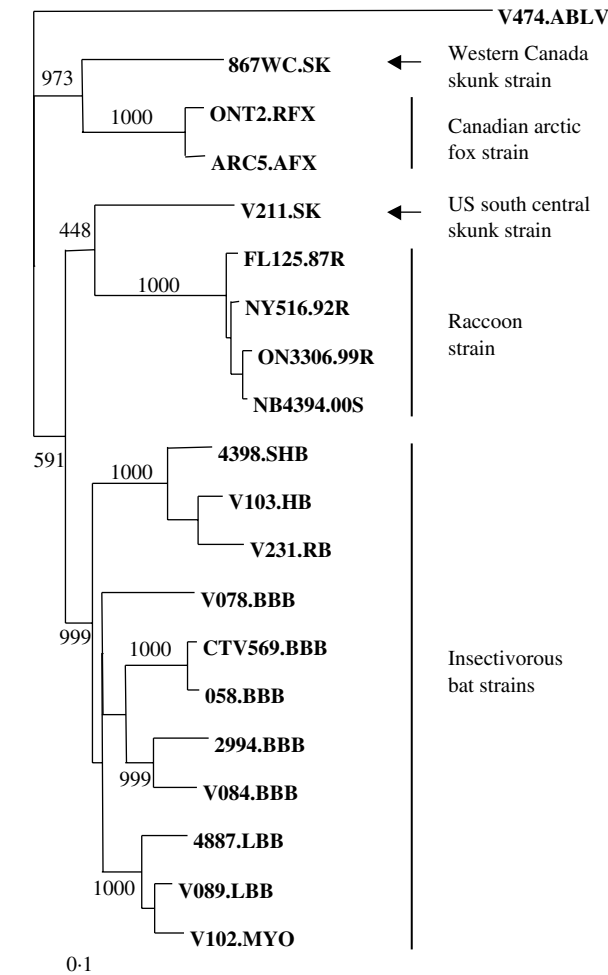 V474.ABLV
867WC.SK
Western Canada
skunk strain
973
1000
ONT2.RFX
ARC5.AFX
Canadian arctic
fox strain
V211.SK
US south central
skunk strain
448
FL125.87R
1000
NY516.92R
Raccoon
strain
ON3306.99R
NB4394.00S
591
4398.SHB
1000
V103.HB
V231.RB
V078.BBB
999
1000
CTV569.BBB
Insectivorous
bat strains
058.BBB
2994.BBB
999
V084.BBB
4887.LBB
1000
V089.LBB
V102.MYO
0·1